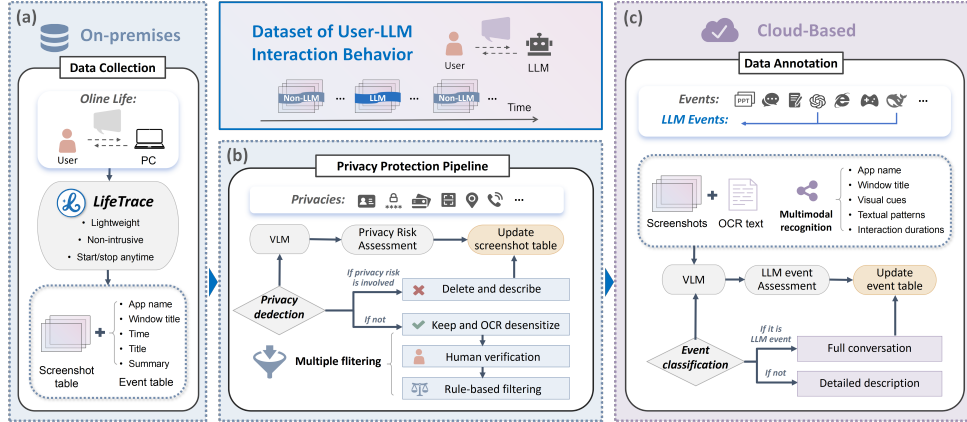 (a)
On-premises
Data Collection
Oline Life:
User
PC
LifeTrace
• Lightweight
• Non-intrusive
• Start/stop anytime
Screenshot
table
• App name
• Window title
• Time
• Title
• Summary
Event table
Dataset of User-LLM
Interaction Behavior
User
LLM
Non-LLM
...
LLM
...
Non-LLM
...
Time
(b)
Privacy Protection Pipeline
Privacies:
...
VLM
Privacy Risk
Assessment
Update
screenshot table
Privacy
dedection
If privacy risk
is involved
Delete and describe
If not
Keep and OCR desensitize
Multiple filtering
Human verification
Rule-based filtering
(c)
Cloud-Based
Data Annotation
Events:
PPT
...
LLM Events:
Screenshots
OCR text
Multimodal
recognition
• App name
• Window title
• Visual cues
• Textual patterns
• Interaction durations
VLM
LLM event
Assessment
Update
event table
Event
classification
If it is
LLM event
Full conversation
If not
Detailed description